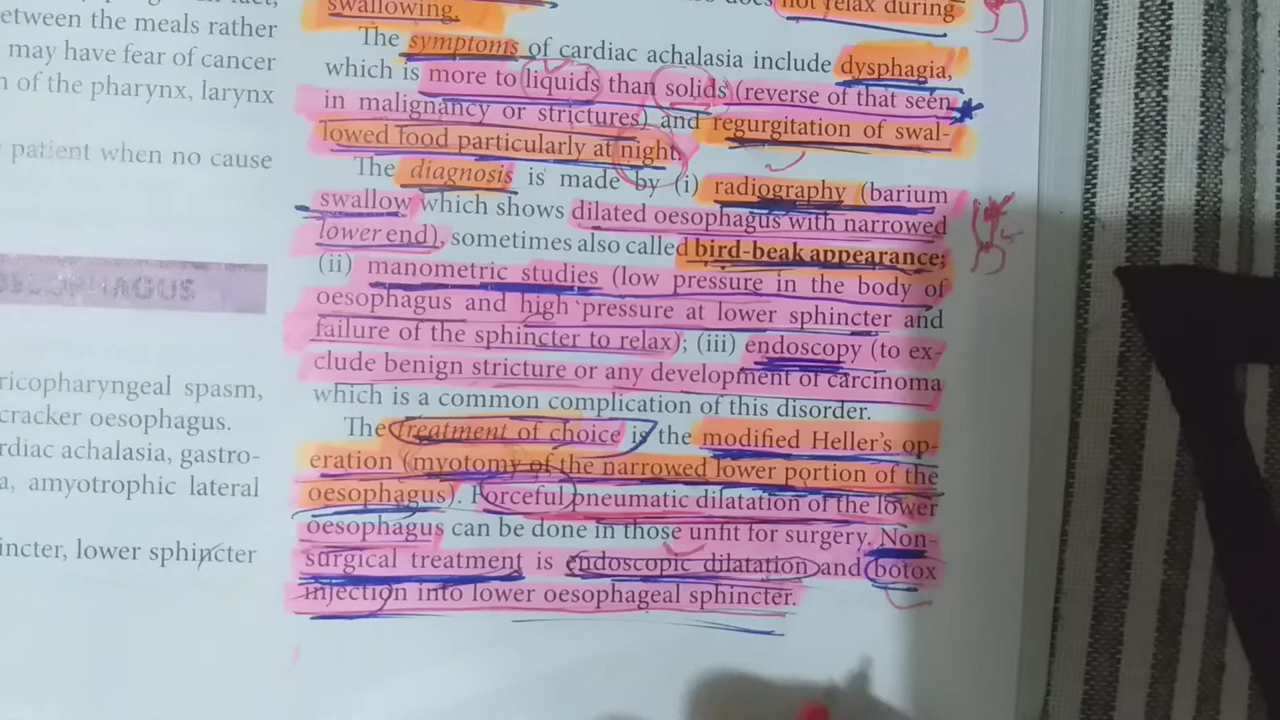 etween the meals rather
may have fear of cancer
n of the pharynx, larynx
patient when no cause
OESOPHAGUS
ricopharyngeal spasm,
cracker oesophagus.
rdiac achalasia, gastro-
a, amyotrophic lateral
incter, lower sphincter
not relax during
swallowing.
The symptoms of cardiac achalasia include dysphagia,
which is more to liquids than solids (reverse of that seen
in malignancy or strictures) and regurgitation of swal-
lowed food particularly at night.
The diagnosis is made by (i) radiography (barium
swallow which shows dilated oesophagus with narrowed
lower end), sometimes also called bird-beak appearance;
(ii) manometric studies (low pressure in the body of
oesophagus and high pressure at lower sphincter and
failure of the sphincter to relax); (iii) endoscopy (to ex-
clude benign stricture or any development of carcinoma
which is a common complication of this disorder.
The treatment of choice is the modified Heller's op-
eration (myotomy of the narrowed lower portion of the
oesophagus). Forceful pneumatic dilatation of the lower
oesophagus can be done in those unfit for surgery. Non-
surgical treatment is endoscopic dilatation and botox
injection into lower oesophageal sphincter.